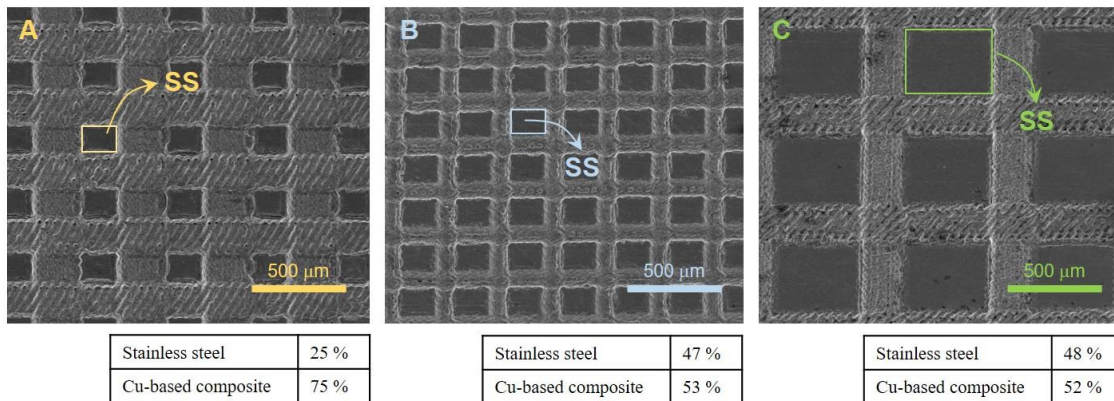 A
SS
500 μm
B
SS
500 μm
C
SS
500 μm
Stainless steel 25 %
Cu-based composite 75 %
Stainless steel 47 %
Cu-based composite 53 %
Stainless steel 48 %
Cu-based composite 52 %